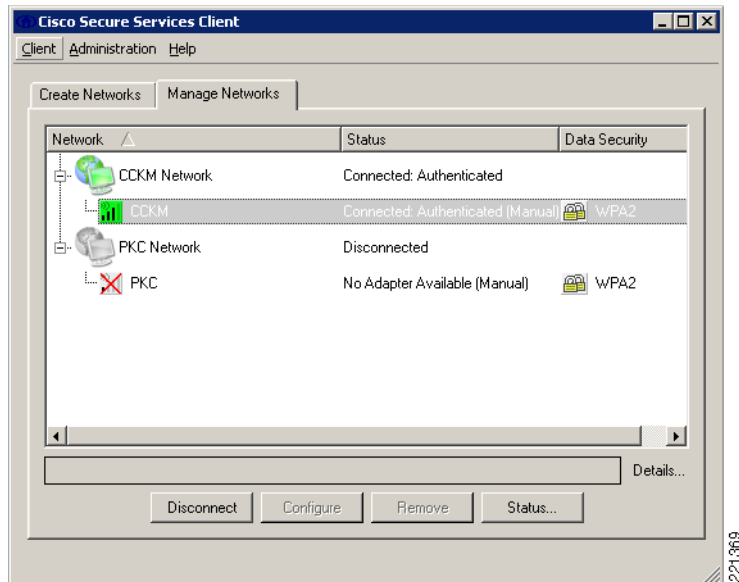 Cisco Secure Services Client
Client Administration Help
Create Networks Manage Networks
Network Status Data Security
CCKM Network Connected: Authenticated
CCKM Connected: Authenticated (Manual) WPA2
PKC Network Disconnected
PKC No Adapter Available (Manual) WPA2
Details...
Disconnect Configure Remove Status...
221369